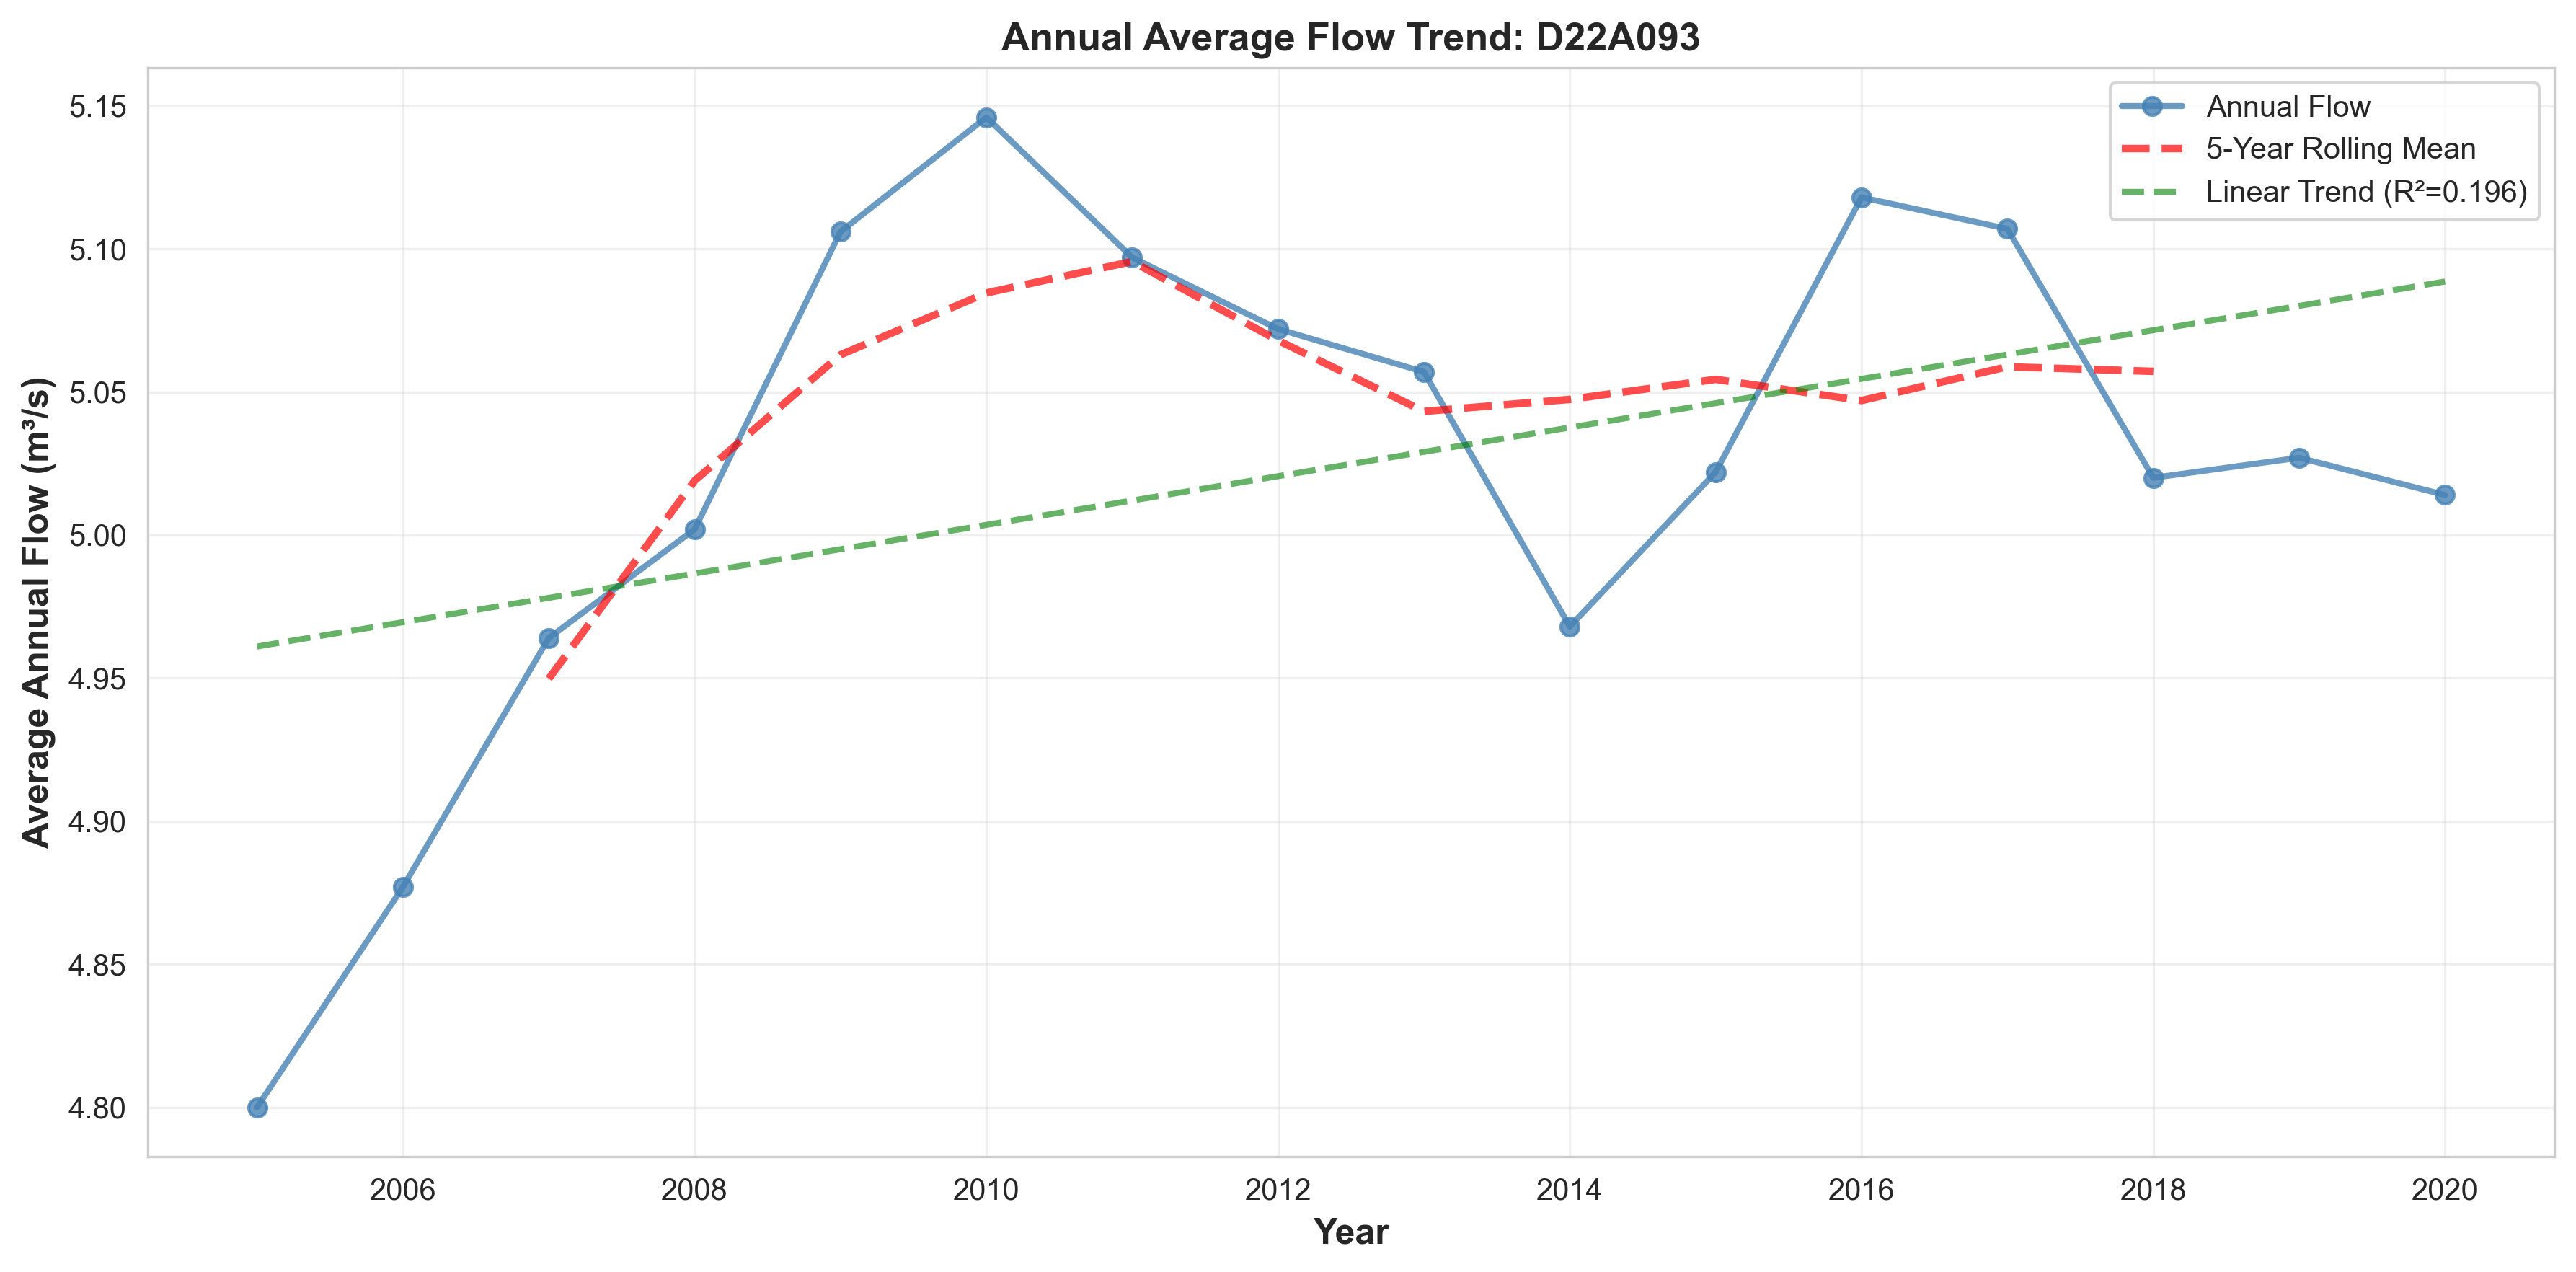 Annual Average Flow Trend: D22A093
Annual Flow
5-Year Rolling Mean
Linear Trend (R²=0.196)
Average Annual Flow (m³/s)
5.15
5.10
5.05
5.00
4.95
4.90
4.85
4.80
2006 2008 2010 2012 2014 2016 2018 2020
Year